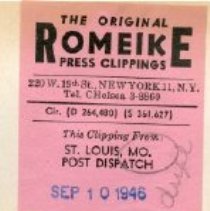 THE ORIGINAL
ROMEIKE
PRESS CLIPPINGS
220 W. 19th St., NEW YORK 11, N.Y.
Tel. CHelsea 3-8860
Cir. (D 264,480) (S 361,627)
This Clipping From
ST. LOUIS, MO.
POST DISPATCH
SEP 10 1946